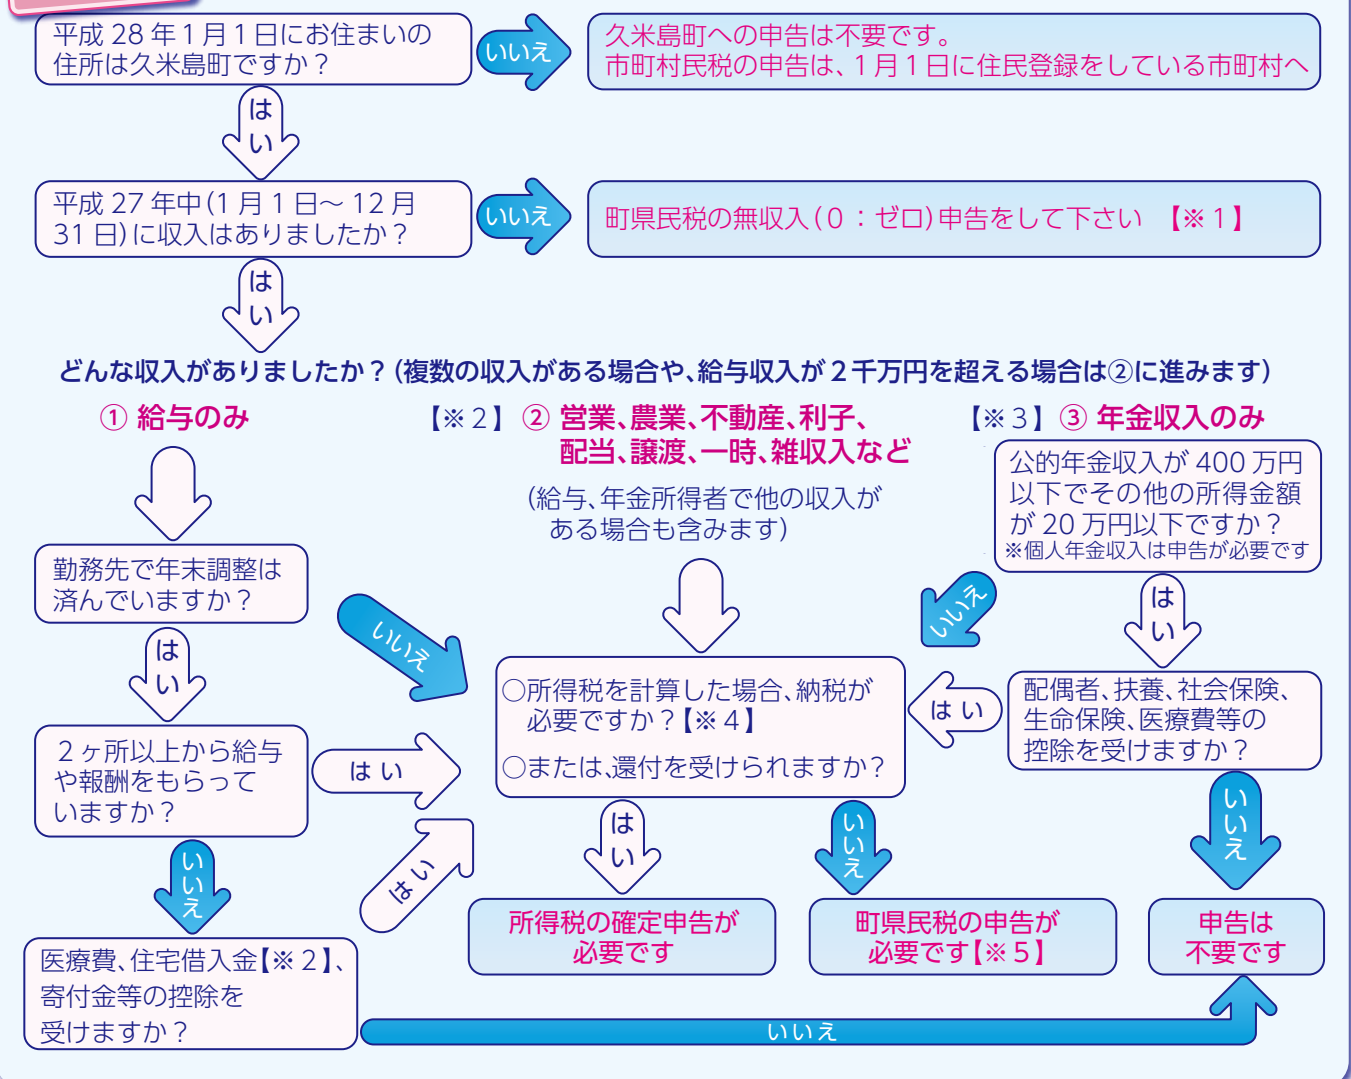 平成 28 年 1 月 1 日にお住まいの
住所は久米島町ですか？
いいえ
久米島町への申告は不要です。
市町村民税の申告は、1 月 1 日に住民登録をしている市町村へ
はい
平成 27 年中（1 月 1 日〜 12 月
31 日）に収入はありましたか？
いいえ
町県民税の無収入（0 ：ゼロ）申告をして下さい 【※ 1】
はい
どんな収入がありましたか？（複数の収入がある場合や、給与収入が２千万円を超える場合は②に進みます）
① 給与のみ
【※ 2】 ② 営業、農業、不動産、利子、
配当、譲渡、一時、雑収入など
（給与、年金所得者で他の収入が
ある場合も含みます）
【※ 3】 ③ 年金収入のみ
公的年金収入が 400 万円
以下でその他の所得金額
が 20 万円以下ですか？
※個人年金収入は申告が必要です
勤務先で年末調整は
済んでいますか？
いいえ
いいえ
はい
はい
○所得税を計算した場合、納税が
必要ですか？【※ 4】
○または、還付を受けられますか？
はい
配偶者、扶養、社会保険、
生命保険、医療費等の
控除を受けますか？
２ヶ所以上から給与
や報酬をもらって
いますか？
はい
いいえ
はい
はい
いいえ
いいえ
所得税の確定申告が
必要です
町県民税の申告が
必要です【※ 5】
申告は
不要です
医療費、住宅借入金【※ 2】、
寄付金等の控除を
受けますか？
いいえ